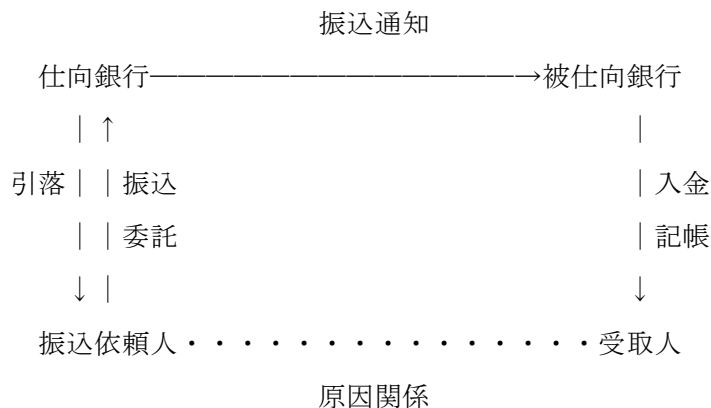 振込通知
仕向銀行―――――――――――――→被仕向銀行
|↑ |
引落||振込 |入金
||委託 |記帳
↓| ↓
振込依頼人・・・・・・・・・・・・・・・受取人
原因関係